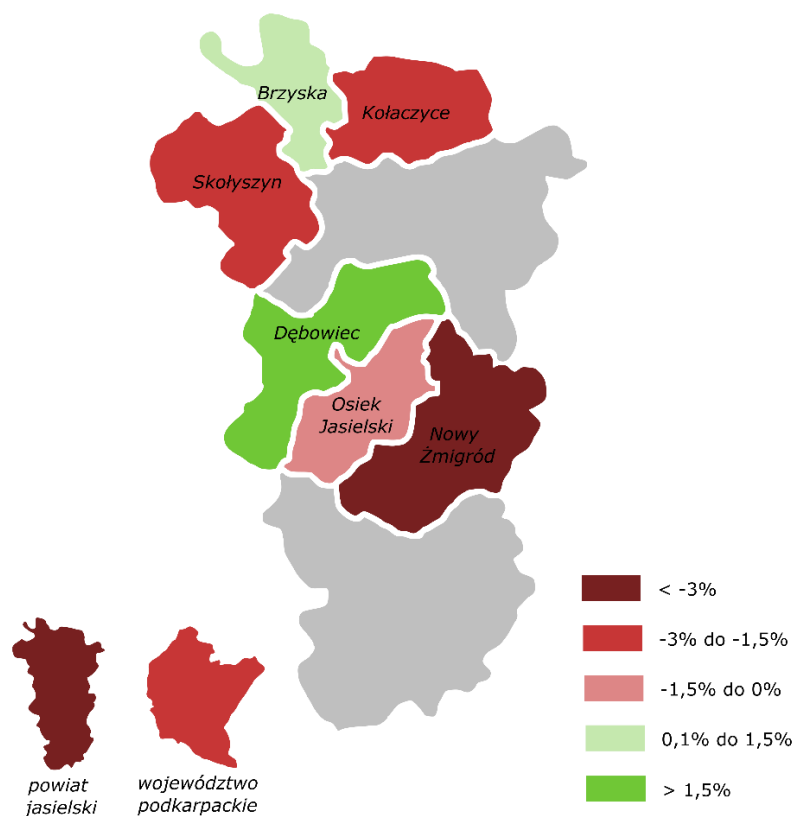 Brzyska
Kołaczyce
Skołyszyn
Dębowiec
Osiek
Jasielski
Nowy
Żmigród
< -3%
-3% do -1,5%
-1,5% do 0%
0,1% do 1,5%
> 1,5%
powiat
jasielski
województwo
podkarpackie